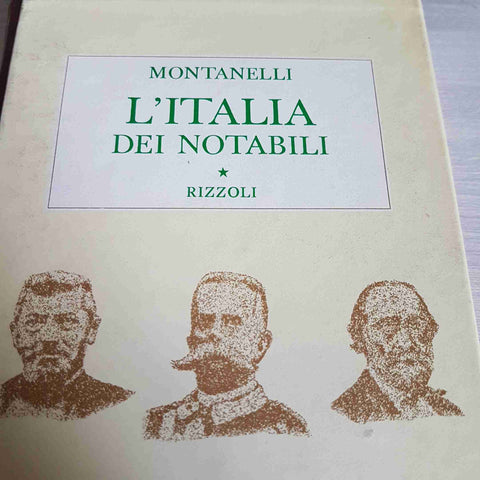 MONTANELLI
L'ITALIA
DEI NOTABILI
★
RIZZOLI